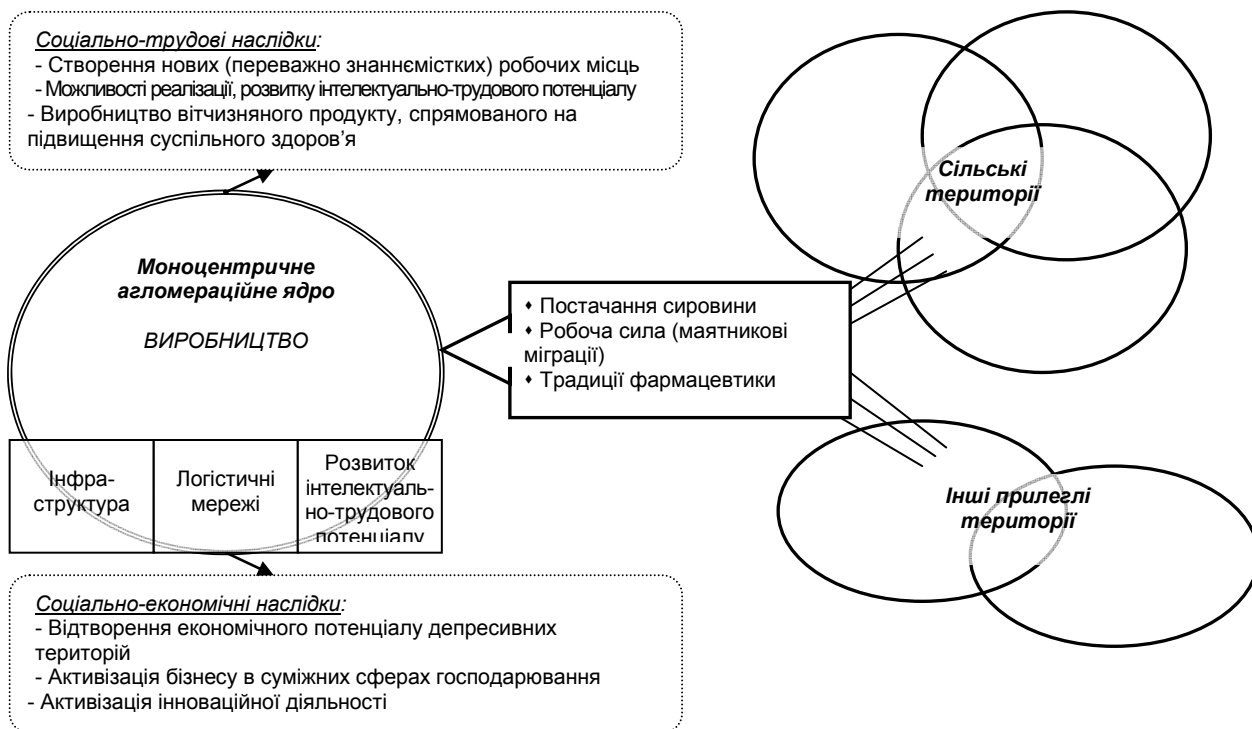 Соціально-трудові наслідки:
- Створення нових (переважно знаннємістких) робочих місць
- Можливості реалізації, розвитку інтелектуально-трудового потенціалу
- Виробництво вітчизняного продукту, спрямованого на
підвищення суспільного здоров’я
Моноцентричне
агломераційне ядро
ВИРОБНИЦТВО
Інфра-
структура
Логістичні
мережі
Розвиток
інтелектуаль-
но-трудового
потенціалу
Соціально-економічні наслідки:
- Відтворення економічного потенціалу депресивних
територій
- Активізація бізнесу в суміжних сферах господарювання
- Активізація інноваційної діяльності
♦ Постачання сировини
♦ Робоча сила (маятникові
міграції)
♦ Традиції фармацевтики
Сільські
території
Інші прилеглі
території